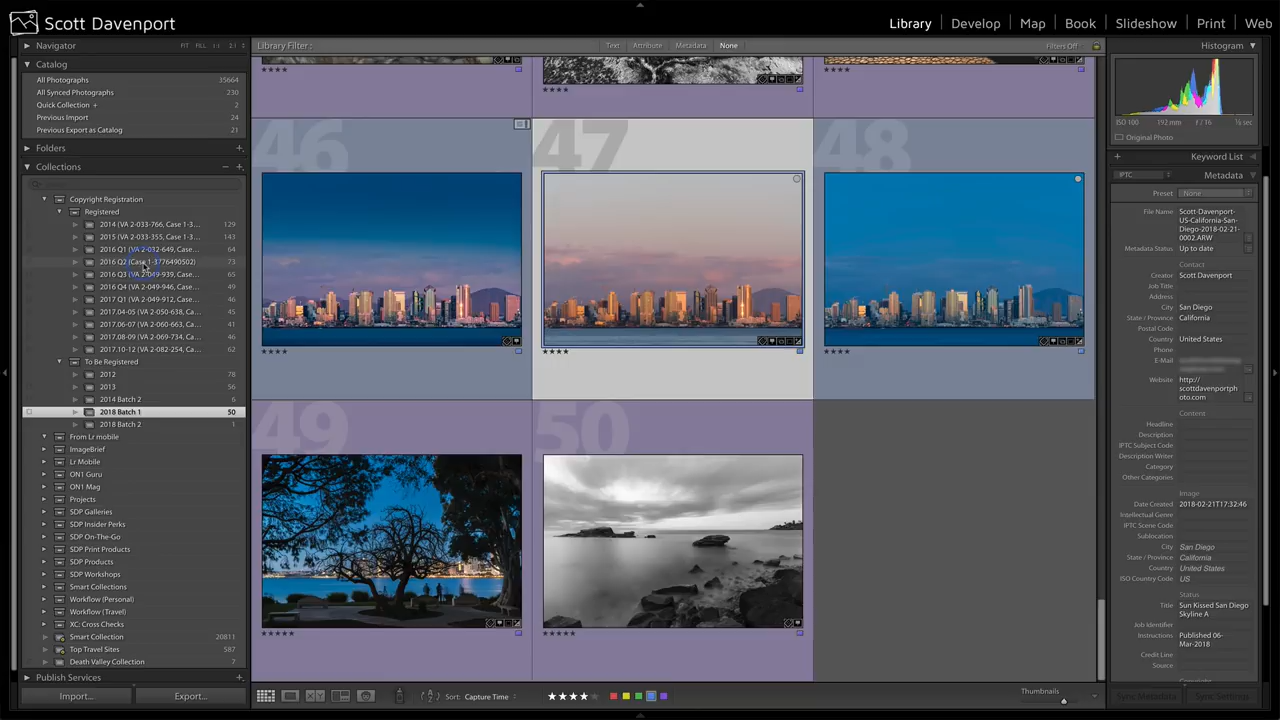 Scott Davenport
Library
Develop
Map
Book
Slideshow
Print
Web
Navigator
FIT FILL 1:1 2:1
Library Filter :
Text
Attribute
Metadata
None
Filters Off
Histogram
Catalog
All Photographs 35664
All Synced Photographs 230
Quick Collection + 2
Previous Import 24
Previous Export as Catalog 21
Folders
Collections
Copyright Registration
Registered
2014 (VA 2-033-766, Case 1-3... 129
2015 (VA 2-033-355, Case 1-3... 143
2016 Q1 (VA 2-032-649, Case... 64
2016 Q2 (Case 1-3776490502) 73
2016 Q3 (VA 2-049-939, Case... 65
2016 Q4 (VA 2-049-946, Case... 49
2017 Q1 (VA 2-049-912, Case... 46
2017.04-05 (VA 2-050-638, Ca... 45
2017.06-07 (VA 2-060-663, Ca... 41
2017.08-09 (VA 2-069-734, Ca... 46
2017.10-12 (VA 2-082-254, Ca... 62
To Be Registered
2012 78
2013 56
2014 Batch 2 6
2018 Batch 1 50
2018 Batch 2 1
From Lr mobile
ImageBrief
Lr Mobile
ON1 Guru
ON1 Mag
Projects
SDP Galleries
SDP Insider Perks
SDP On-The-Go
SDP Print Products
SDP Products
SDP Workshops
Smart Collections
Workflow (Personal)
Workflow (Travel)
XC: Cross Checks
Smart Collection 20811
Top Travel Sites 587
Death Valley Collection 7
Publish Services
Import...
Export...
46
47
48
49
50
Sort: Capture Time
Thumbnails
ISO 100 192 mm f / 16 ⅛ sec
Original Photo
Keyword List
IPTC
Metadata
Preset None
File Name Scott-Davenport-US-California-San-Diego-2018-02-21-0002.ARW
Metadata Status Up to date
Contact
Creator Scott Davenport
Job Title
Address
City San Diego
State / Province California
Postal Code
Country United States
Phone
E-Mail
Website http://scottdavenportphoto.com
Content
Headline
Description
IPTC Subject Code
Description Writer
Category
Other Categories
Image
Date Created 2018-02-21T17:32:46
Intellectual Genre
IPTC Scene Code
Sublocation
City San Diego
State / Province California
Country United States
ISO Country Code US
Status
Title Sun Kissed San Diego Skyline A
Job Identifier
Instructions Published 06-Mar-2018
Credit Line
Source
Sync Metadata
Sync Settings